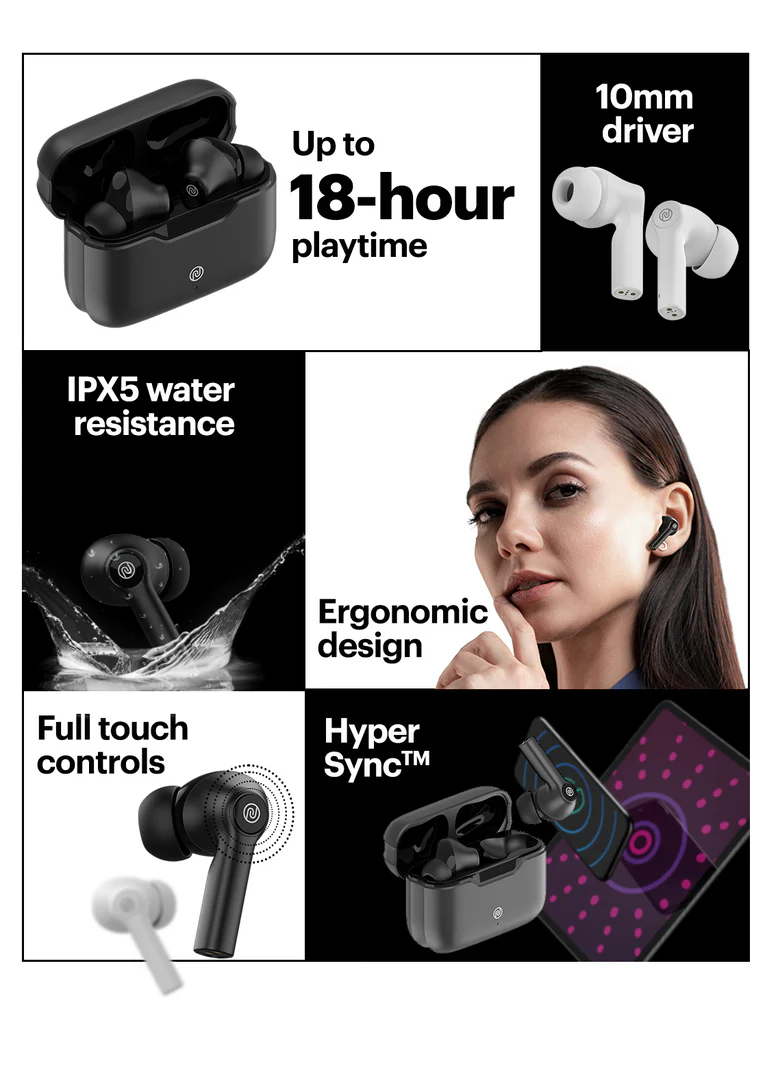 Up to
18-hour
playtime
10mm
driver
IPX5 water
resistance
Ergonomic
design
Full touch
controls
Hyper
Sync™